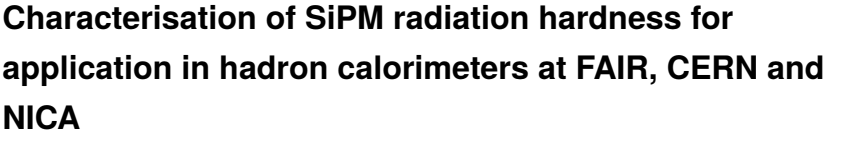 Characterisation of SiPM radiation hardness for
application in hadron calorimeters at FAIR, CERN and
NICA